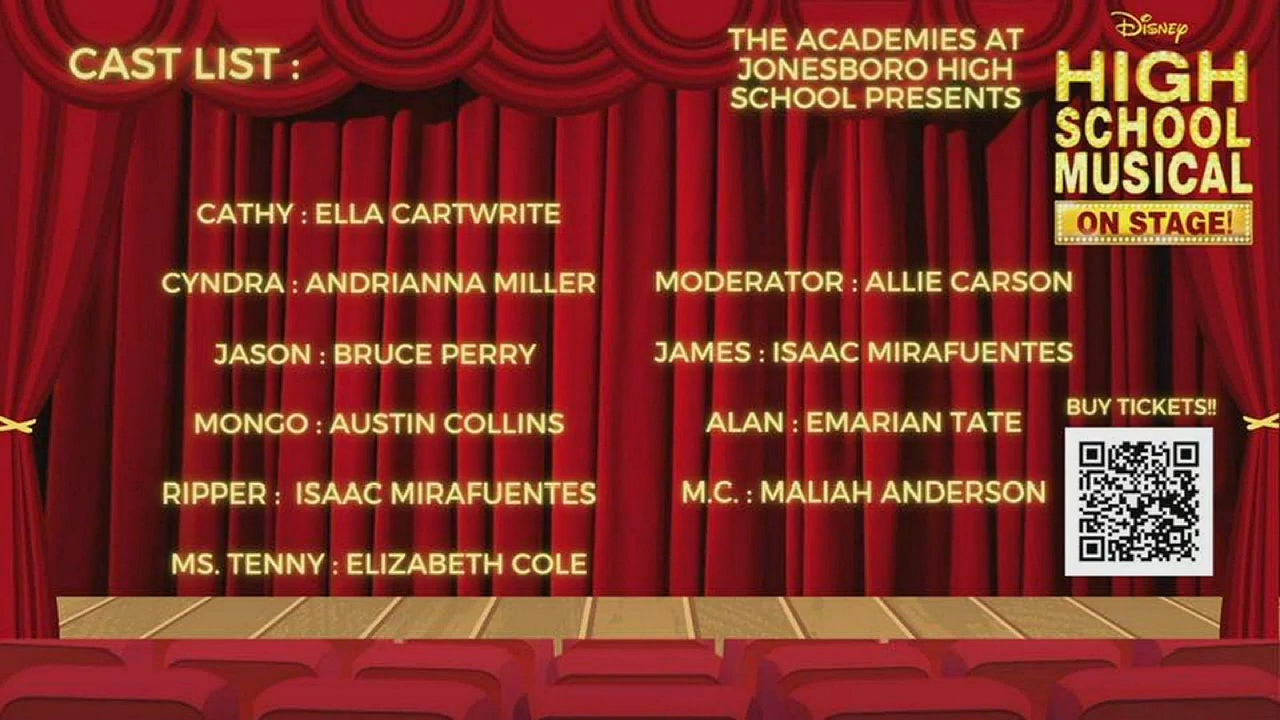 CAST LIST :
THE ACADEMIES AT
JONESBORO HIGH
SCHOOL PRESENTS
Disney
HIGH
SCHOOL
MUSICAL
ON STAGE!
CATHY : ELLA CARTWRITE
CYNDRA : ANDRIANNA MILLER
JASON : BRUCE PERRY
MONGO : AUSTIN COLLINS
RIPPER : ISAAC MIRAFUENTES
MS. TENNY : ELIZABETH COLE
MODERATOR : ALLIE CARSON
JAMES : ISAAC MIRAFUENTES
ALAN : EMARIAN TATE
M.C. : MALIAH ANDERSON
BUY TICKETS!!